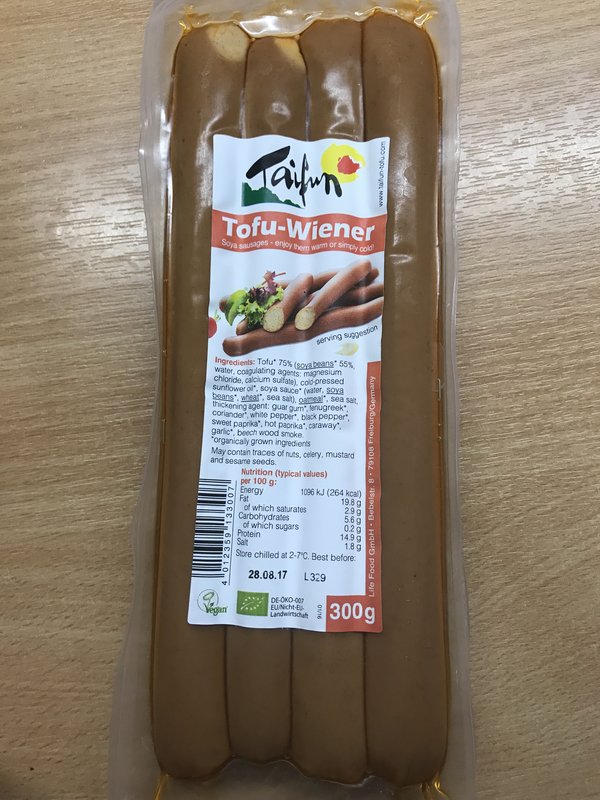 Taifun
www.taifun-tofu.com
Tofu-Wiener
Soya sausages - enjoy them warm or simply cold!
serving suggestion
Ingredients: Tofu* 75% (soya beans* 55%,
water, coagulating agents: magnesium
chloride, calcium sulfate), cold-pressed
sunflower oil*, soya sauce* (water, soya
beans*, wheat*, sea salt), oatmeal*, sea salt,
thickening agent: guar gum*, fenugreek*,
coriander*, white pepper*, black pepper*,
sweet paprika*, hot paprika*, caraway*,
garlic*, beech wood smoke.
*organically grown ingredients
May contain traces of nuts, celery, mustard
and sesame seeds.
Nutrition (typical values)
per 100 g:
Energy 1096 kJ (264 kcal)
Fat 19.8 g
of which saturates 2.9 g
Carbohydrates 5.6 g
of which sugars 0.2 g
Protein 14.9 g
Salt 1.8 g
Store chilled at 2-7°C. Best before:
28.08.17 L329
4 012359 133007
Life Food GmbH · Bebelstr. 8 · 79108 Freiburg/Germany
Vegan
DE-ÖKO-007
EU/Nicht-EU-
Landwirtschaft
01/16
300g